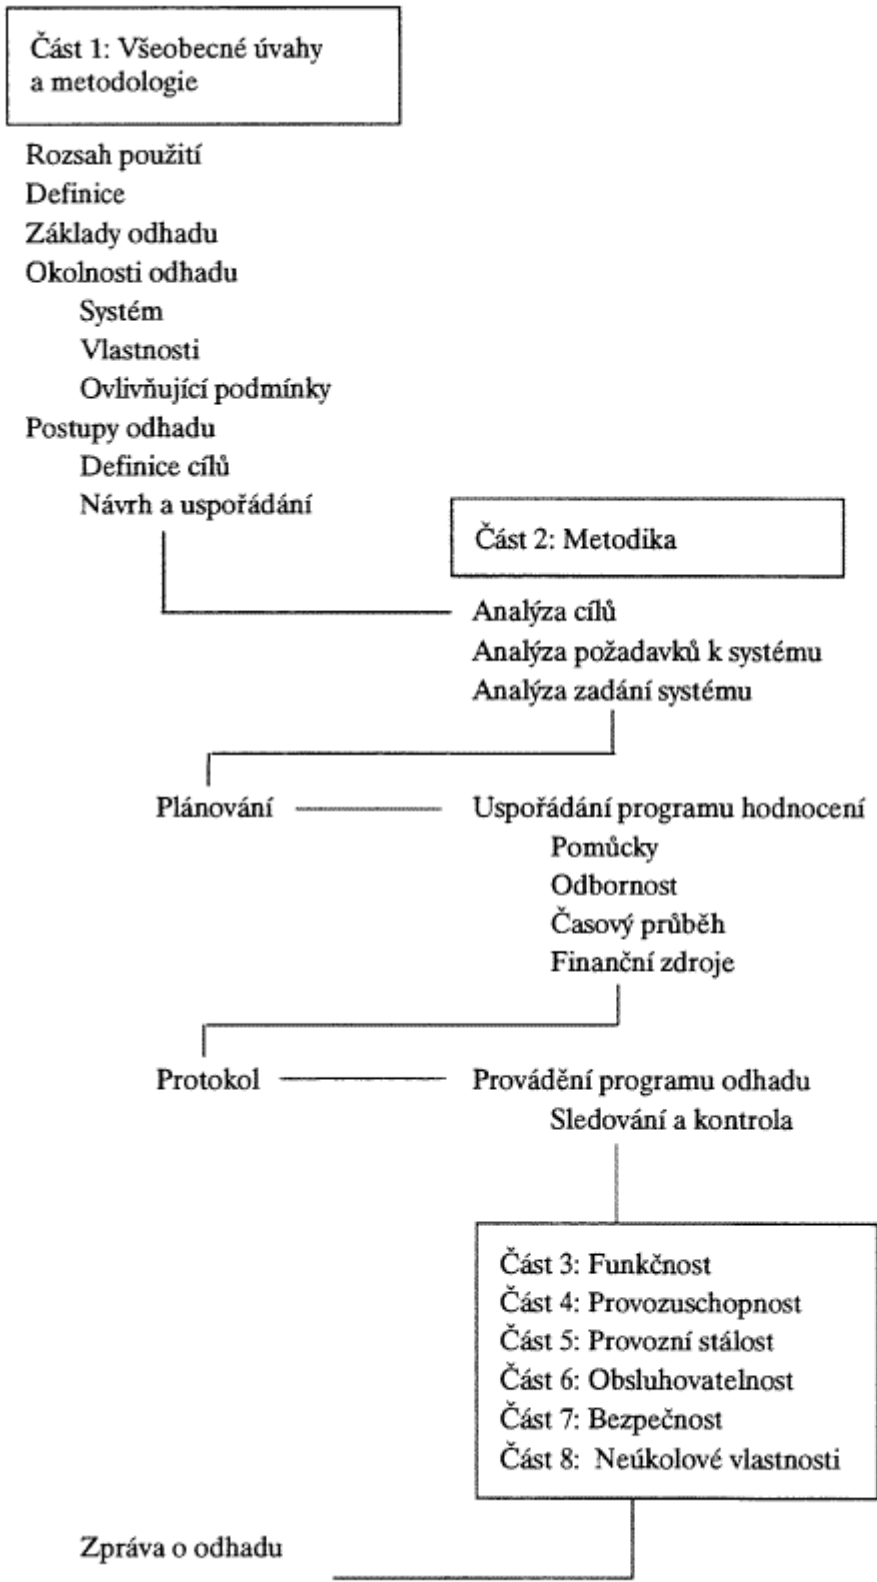 Část 1: Všeobecné úvahy
a metodologie
Rozsah použití
Definice
Základy odhadu
Okolnosti odhadu
Systém
Vlastnosti
Ovlivňující podmínky
Postupy odhadu
Definice cílů
Návrh a uspořádání
Část 2: Metodika
Analýza cílů
Analýza požadavků k systému
Analýza zadání systému
Plánování
Uspořádání programu hodnocení
Pomůcky
Odbornost
Časový průběh
Finanční zdroje
Protokol
Provádění programu odhadu
Sledování a kontrola
Část 3: Funkčnost
Část 4: Provozuschopnost
Část 5: Provozní stálost
Část 6: Obsluhovatelnost
Část 7: Bezpečnost
Část 8: Neúkolové vlastnosti
Zpráva o odhadu